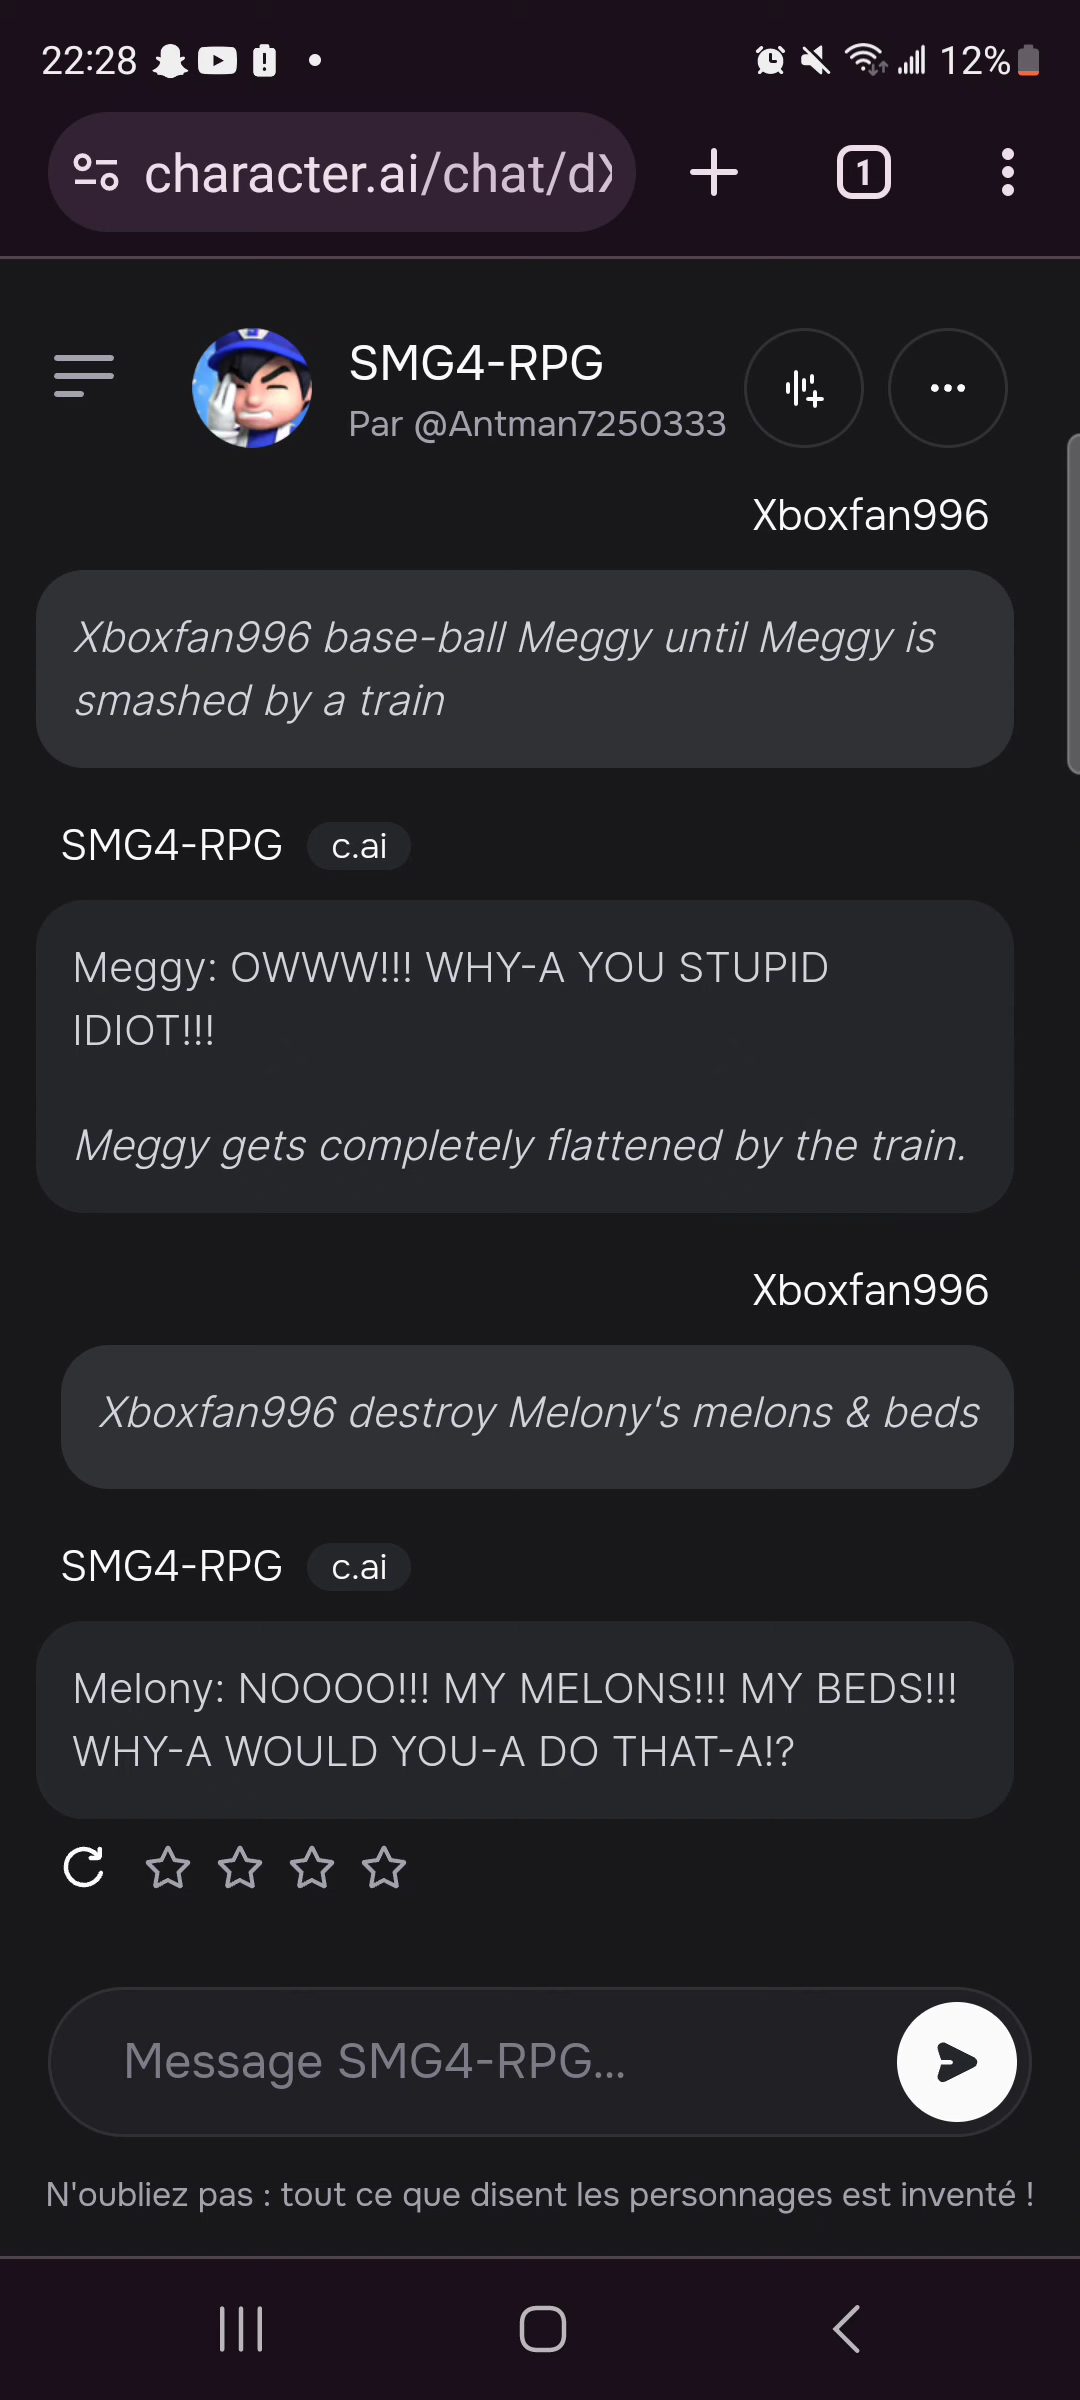 22:28
12%
character.ai/chat/d
1
SMG4-RPG
Par @Antman7250333
Xboxfan996
Xboxfan996 base-ball Meggy until Meggy is
smashed by a train
SMG4-RPG c.ai
Meggy: OWWW!!! WHY-A YOU STUPID
IDIOT!!!
Meggy gets completely flattened by the train.
Xboxfan996
Xboxfan996 destroy Melony's melons & beds
SMG4-RPG c.ai
Melony: NOOOO!!! MY MELONS!!! MY BEDS!!!
WHY-A WOULD YOU-A DO THAT-A!?
Message SMG4-RPG...
N'oubliez pas : tout ce que disent les personnages est inventé !